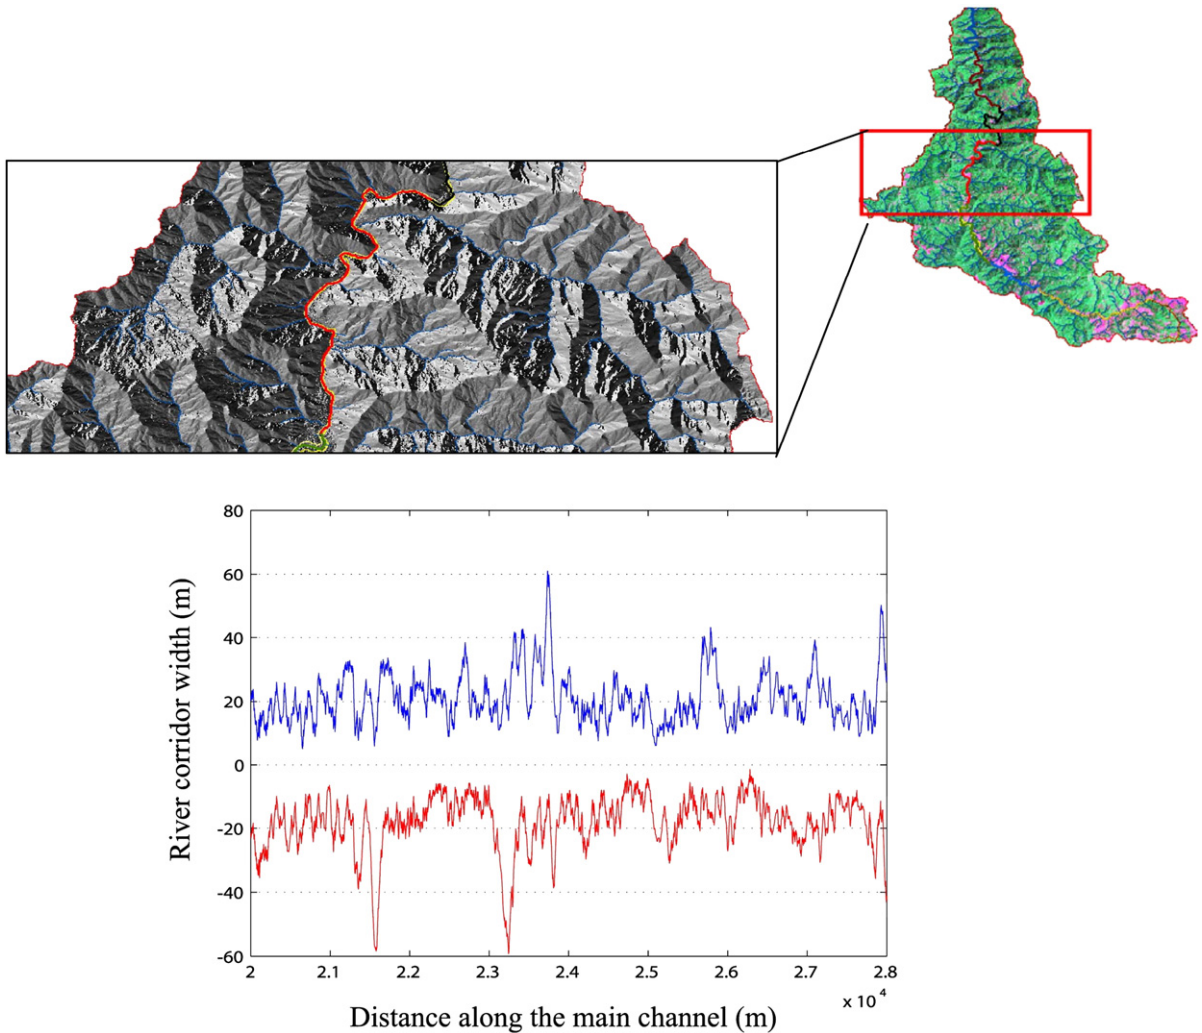 80
60
40
20
0
-20
-40
-60
River corridor width (m)
2 2.1 2.2 2.3 2.4 2.5 2.6 2.7 2.8
x 10^4
Distance along the main channel (m)